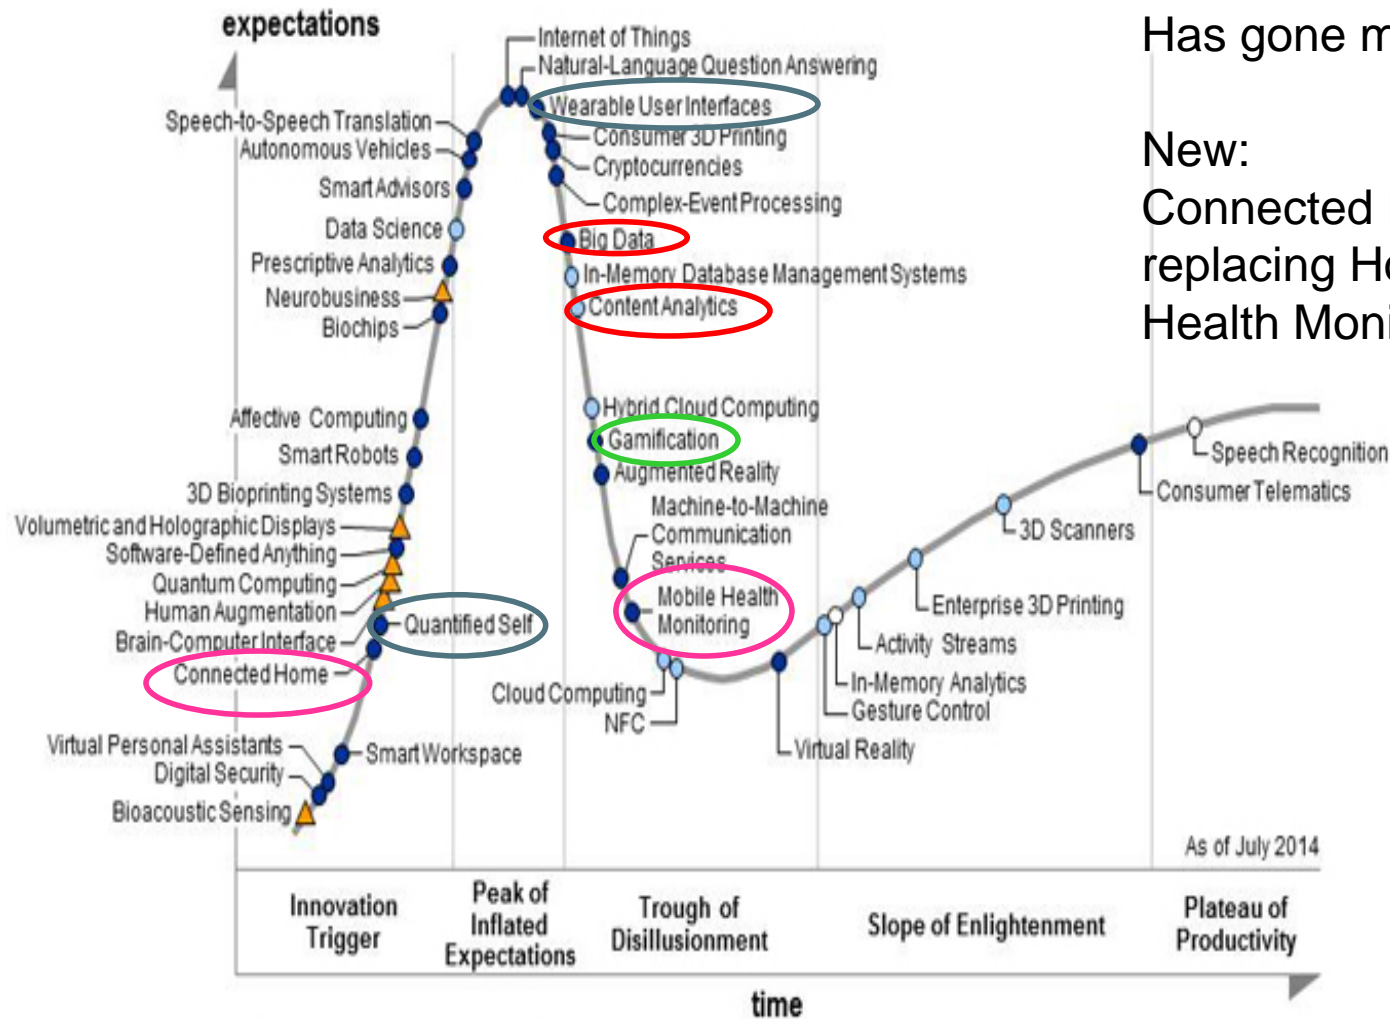 expectations
Has gone m
New:
Connected
replacing Ho
Health Moni
Internet of Things
Natural-Language Question Answering
Wearable User Interfaces
Consumer 3D Printing
Cryptocurrencies
Complex-Event Processing
Big Data
In-Memory Database Management Systems
Content Analytics
Speech-to-Speech Translation
Autonomous Vehicles
Smart Advisors
Data Science
Prescriptive Analytics
Neurobusiness
Biochips
Affective Computing
Smart Robots
3D Bioprinting Systems
Volumetric and Holographic Displays
Software-Defined Anything
Quantum Computing
Human Augmentation
Brain-Computer Interface
Connected Home
Quantified Self
Virtual Personal Assistants
Digital Security
Bioacoustic Sensing
Smart Workspace
Hybrid Cloud Computing
Gamification
Augmented Reality
Machine-to-Machine
Communication
Services
Mobile Health
Monitoring
Cloud Computing
NFC
Virtual Reality
Gesture Control
In-Memory Analytics
Activity Streams
Enterprise 3D Printing
3D Scanners
Consumer Telematics
Speech Recognition
As of July 2014
Innovation
Trigger
Peak of
Inflated
Expectations
Trough of
Disillusionment
Slope of Enlightenment
Plateau of
Productivity
time